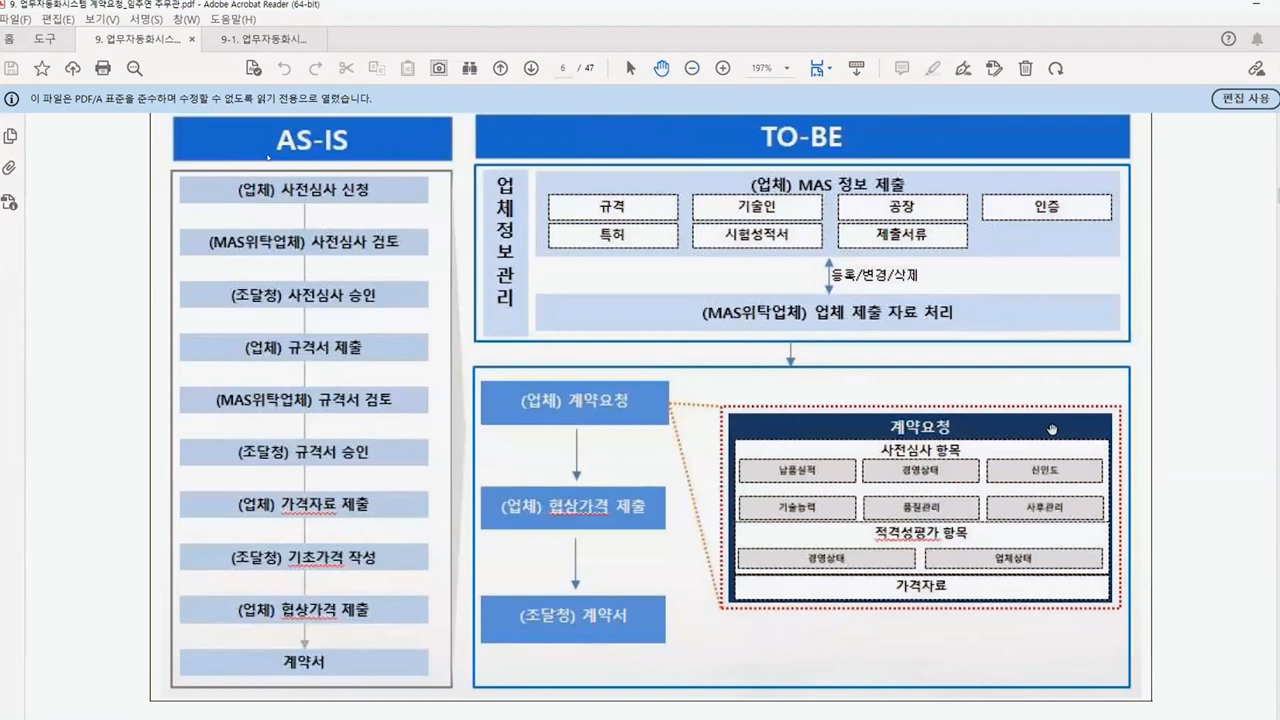 9. 업무자동화시스템 계약요청_임주연 주무관.pdf - Adobe Acrobat Reader (64-bit)
파일(F) 편집(E) 보기(V) 서명(S) 창(W) 도움말(H)
홈 도구 9. 업무자동화시스... × 9-1. 업무자동화시...
6 / 47 197%
이 파일은 PDF/A 표준을 준수하며 수정할 수 없도록 읽기 전용으로 열렸습니다. 편집 사용
AS-IS
(업체) 사전심사 신청
(MAS위탁업체) 사전심사 검토
(조달청) 사전심사 승인
(업체) 규격서 제출
(MAS위탁업체) 규격서 검토
(조달청) 규격서 승인
(업체) 가격자료 제출
(조달청) 기초가격 작성
(업체) 협상가격 제출
계약서
TO-BE
업체정보관리
(업체) MAS 정보 제출
규격 기술인 공장 인증
특허 시험성적서 제출서류
등록/변경/삭제
(MAS위탁업체) 업체 제출 자료 처리
(업체) 계약요청
(업체) 협상가격 제출
(조달청) 계약서
계약요청
사전심사 항목
납품실적 경영상태 신인도
기술능력 품질관리 사후관리
적격성평가 항목
경영상태 업체상태
가격자료